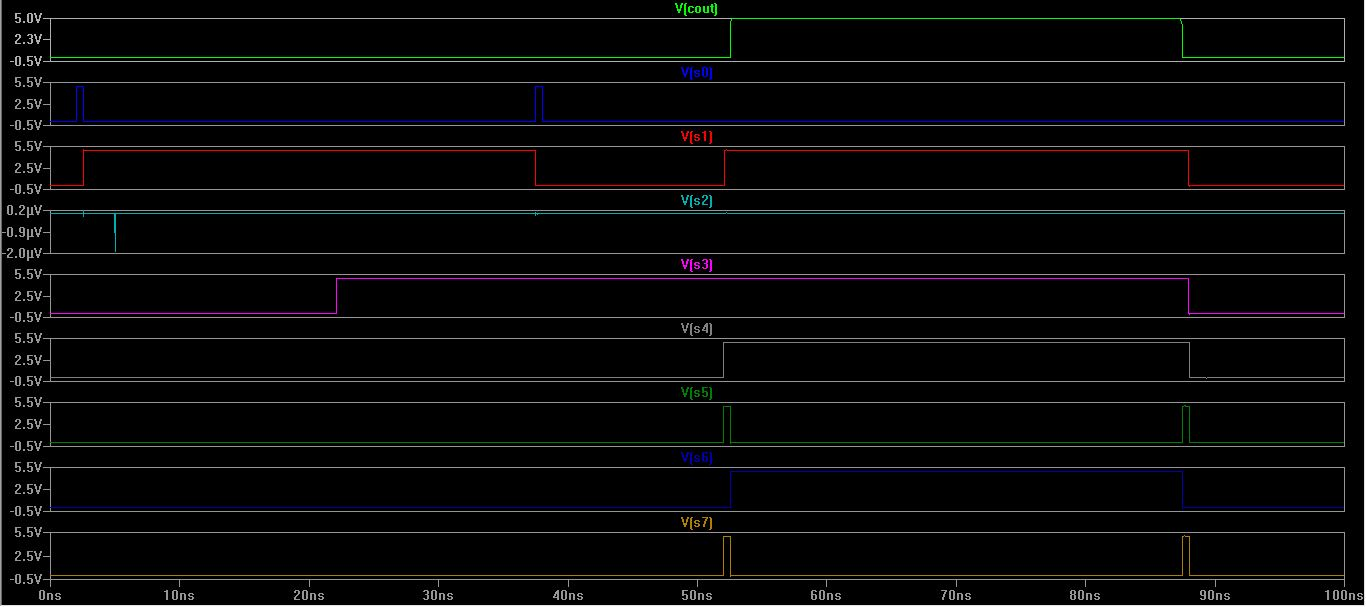 V(cout)
5.0V
2.3V
-0.5V
V(s0)
5.5V
2.5V
-0.5V
V(s1)
5.5V
2.5V
-0.5V
V(s2)
0.2µV
-0.9µV
-2.0µV
V(s3)
5.5V
2.5V
-0.5V
V(s4)
5.5V
2.5V
-0.5V
V(s5)
5.5V
2.5V
-0.5V
V(s6)
5.5V
2.5V
-0.5V
V(s7)
5.5V
2.5V
-0.5V
0ns 10ns 20ns 30ns 40ns 50ns 60ns 70ns 80ns 90ns 100ns